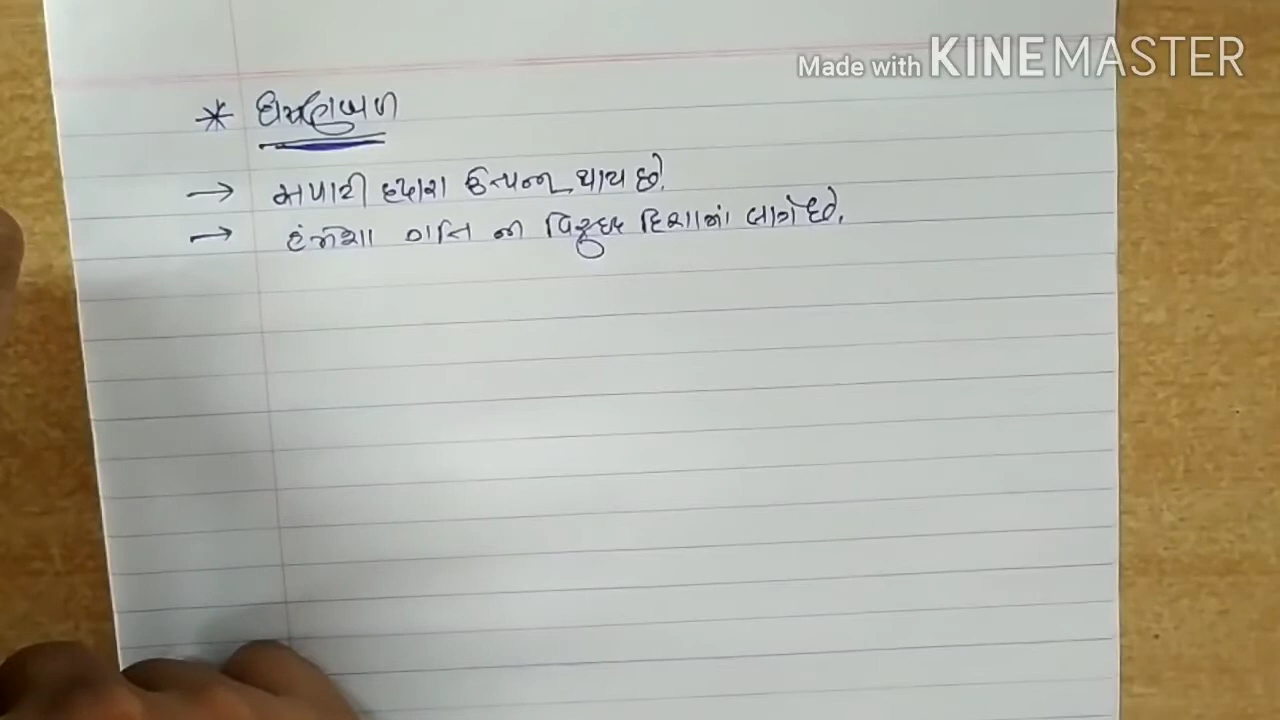 Made with KINEMASTER
* ઘર્ષણબળ
→ સપાટી દ્વારા ઉત્પન્ન થાય છે.
→ હંમેશા ગતિ ની વિરુદ્ધ દિશામાં લાગે છે.